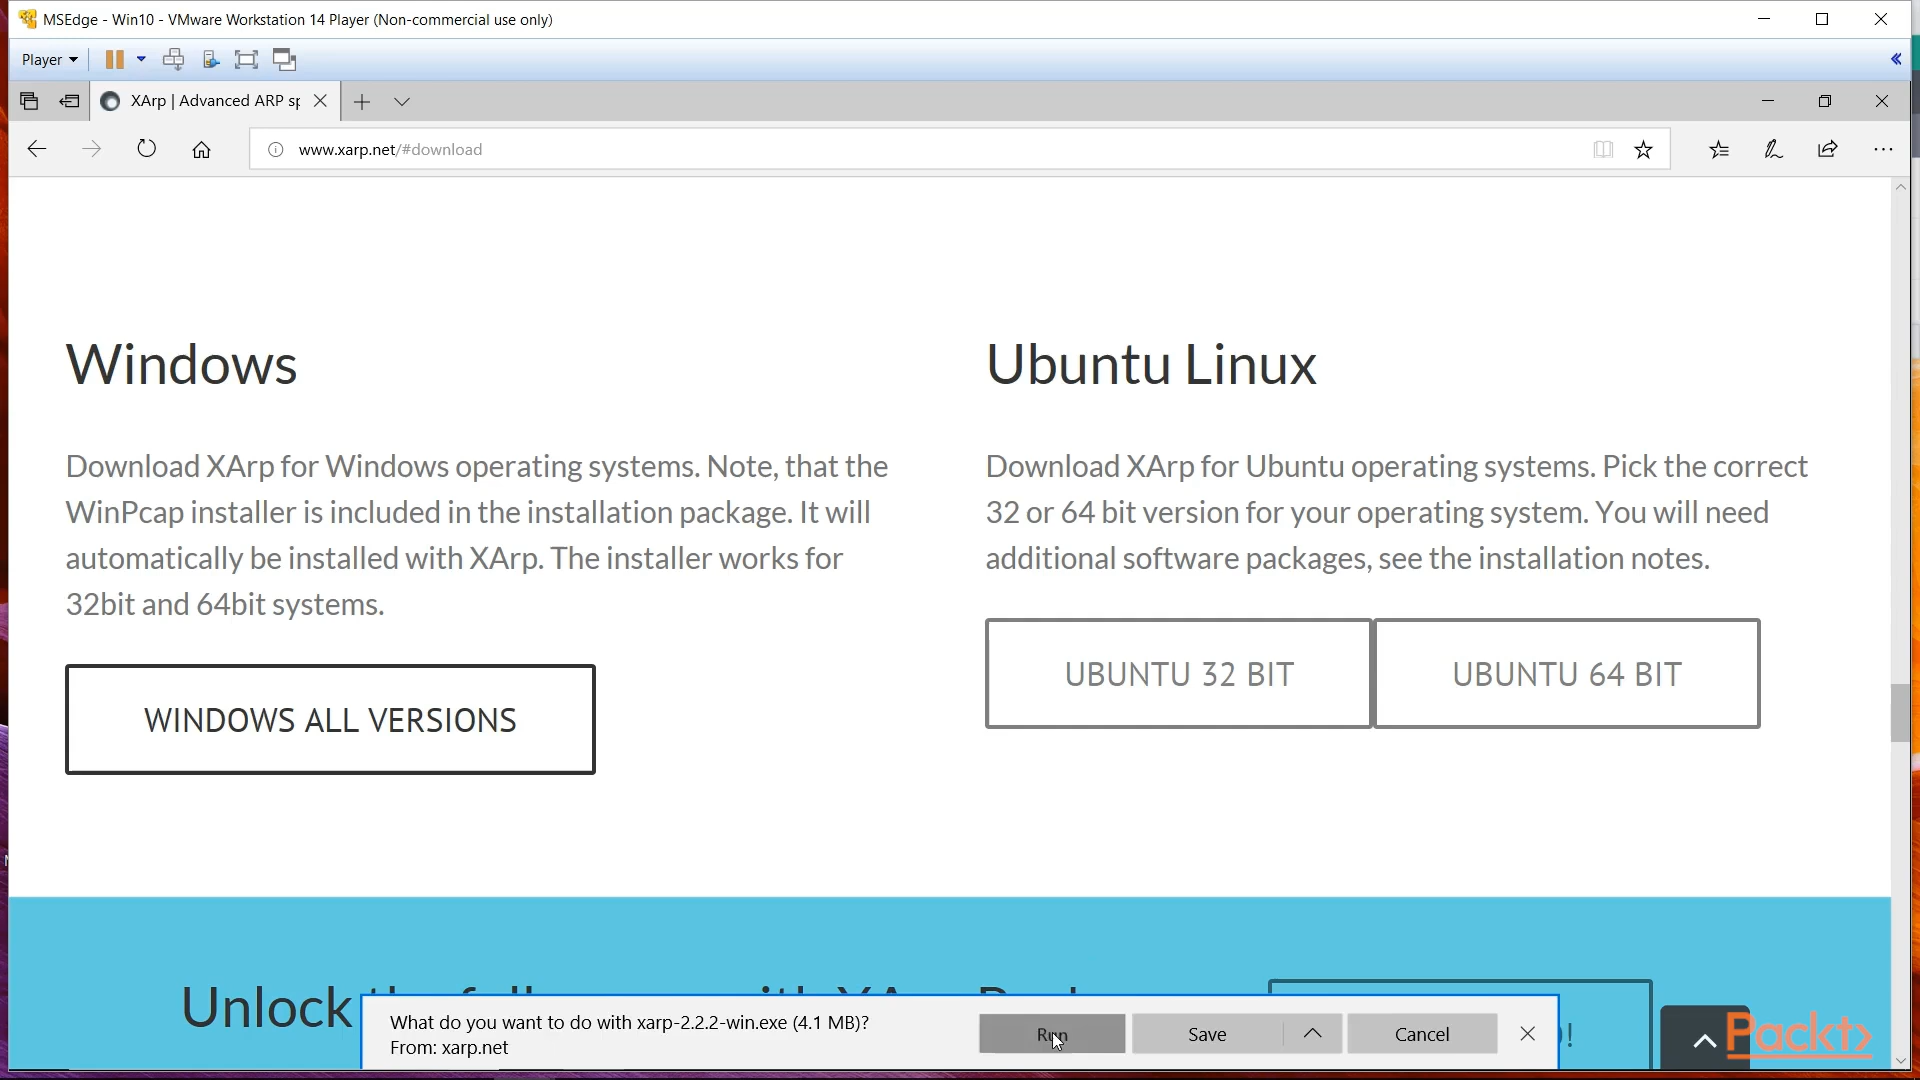 MSEdge - Win10 - VMware Workstation 14 Player (Non-commercial use only)
Player
XArp | Advanced ARP sp
www.xarp.net/#download
Windows
Ubuntu Linux
Download XArp for Windows operating systems. Note, that the
WinPcap installer is included in the installation package. It will
automatically be installed with XArp. The installer works for
32bit and 64bit systems.
Download XArp for Ubuntu operating systems. Pick the correct
32 or 64 bit version for your operating system. You will need
additional software packages, see the installation notes.
WINDOWS ALL VERSIONS
UBUNTU 32 BIT
UBUNTU 64 BIT
Unlock
What do you want to do with xarp-2.2.2-win.exe (4.1 MB)?
From: xarp.net
Run
Save
Cancel
Packt>